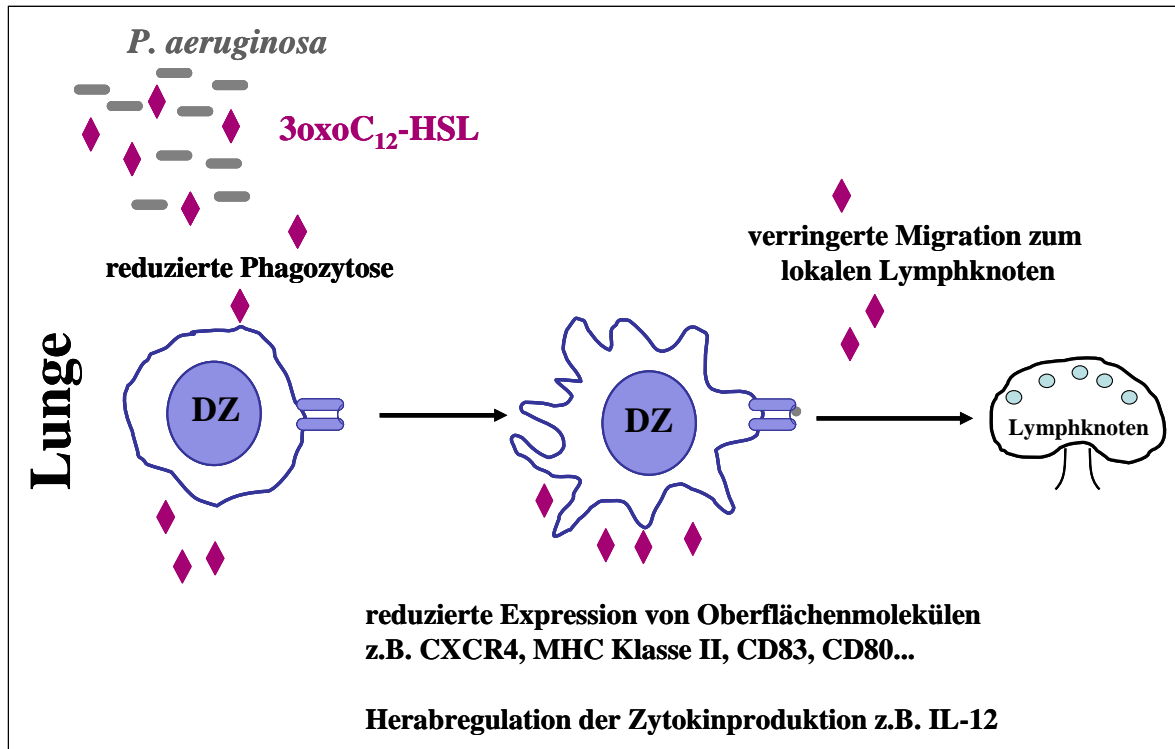 P. aeruginosa
3oxoC₁₂-HSL
reduzierte Phagozytose
verringerte Migration zum
lokalen Lymphknoten
Lunge
DZ
DZ
Lymphknoten
reduzierte Expression von Oberflächenmolekülen
z.B. CXCR4, MHC Klasse II, CD83, CD80...
Herabregulation der Zytokinproduktion z.B. IL-12